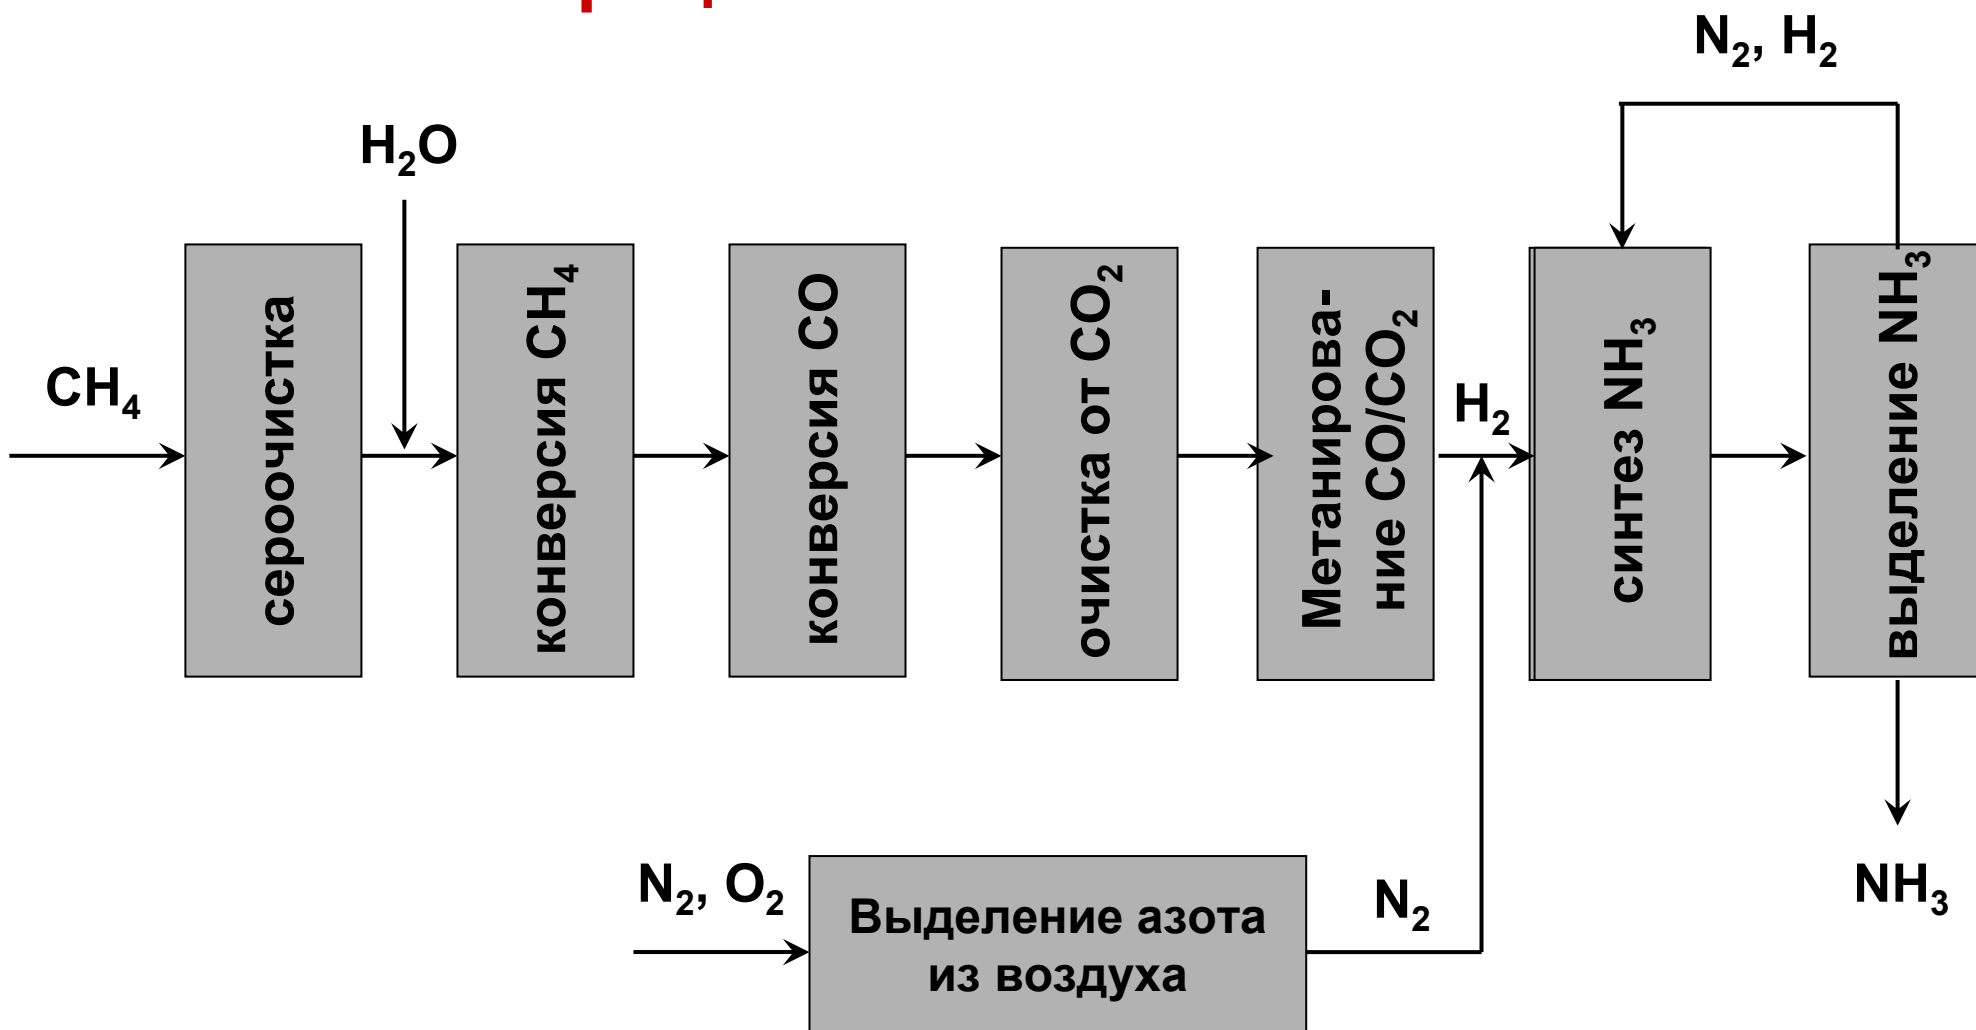 N₂, H₂
H₂O
CH₄
сероочистка
конверсия CH₄
конверсия CO
очистка от CO₂
Метанирова-
ние CO/CO₂
H₂
синтез NH₃
выделение NH₃
N₂, O₂
Выделение азота
из воздуха
N₂
NH₃